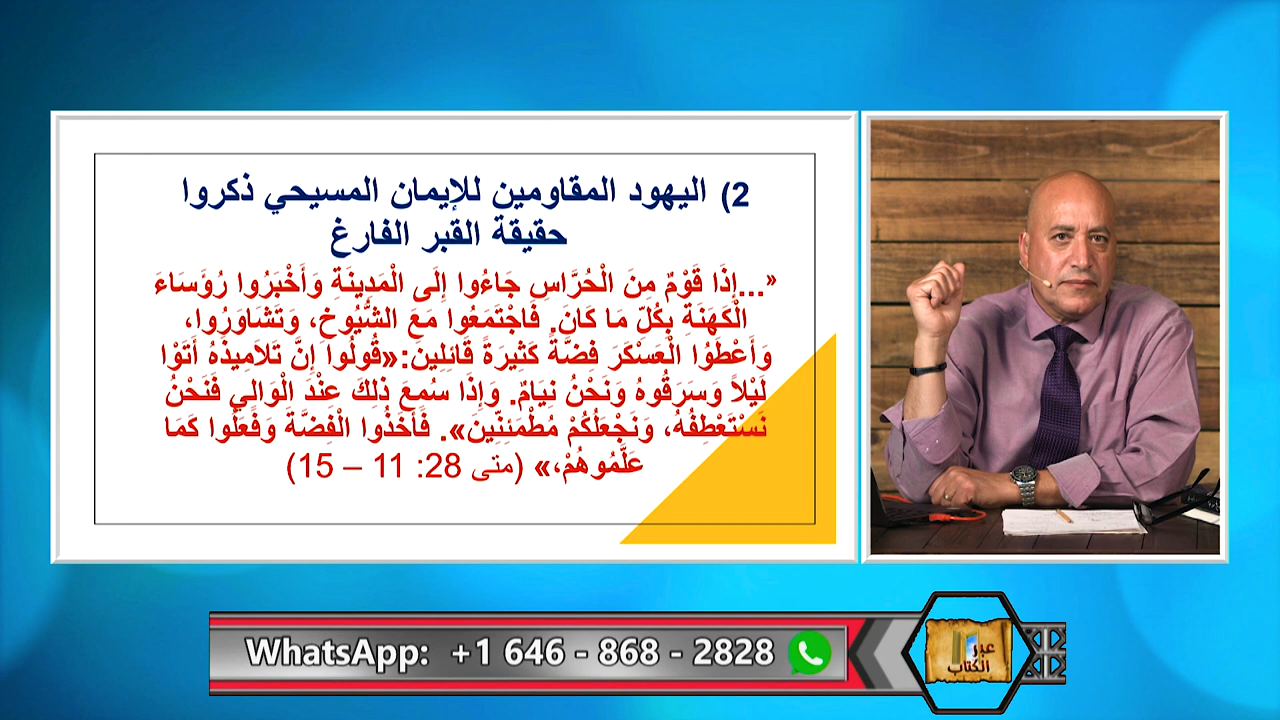 2) اليهود المقاومين للإيمان المسيحي ذكروا
حقيقة القبر الفارغ
«...إِذَا قَوْمٌ مِنَ الْحُرَّاسِ جَاءُوا إِلَى الْمَدِينَةِ وَأَخْبَرُوا رُؤَسَاءَ
الْكَهَنَةِ بِكُلِّ مَا كَانَ. فَاجْتَمَعُوا مَعَ الشُّيُوخِ، وَتَشَاوَرُوا،
وَأَعْطَوُا الْعَسْكَرَ فِضَّةً كَثِيرَةً قَائِلِينَ:«قُولُوا إِنَّ تَلاَمِيذَهُ أَتَوْا
لَيْلاً وَسَرَقُوهُ وَنَحْنُ نِيَامٌ. وَإِذَا سُمِعَ ذلِكَ عِنْدَ الْوَالِي فَنَحْنُ
نَسْتَعْطِفُهُ، وَنَجْعَلُكُمْ مُطْمَئِنِّينَ». فَأَخَذُوا الْفِضَّةَ وَفَعَلُوا كَمَا
عَلَّمُوهُمْ،» (متى 28: 11 – 15)
WhatsApp: +1 646 - 868 - 2828
عبر
الكتاب